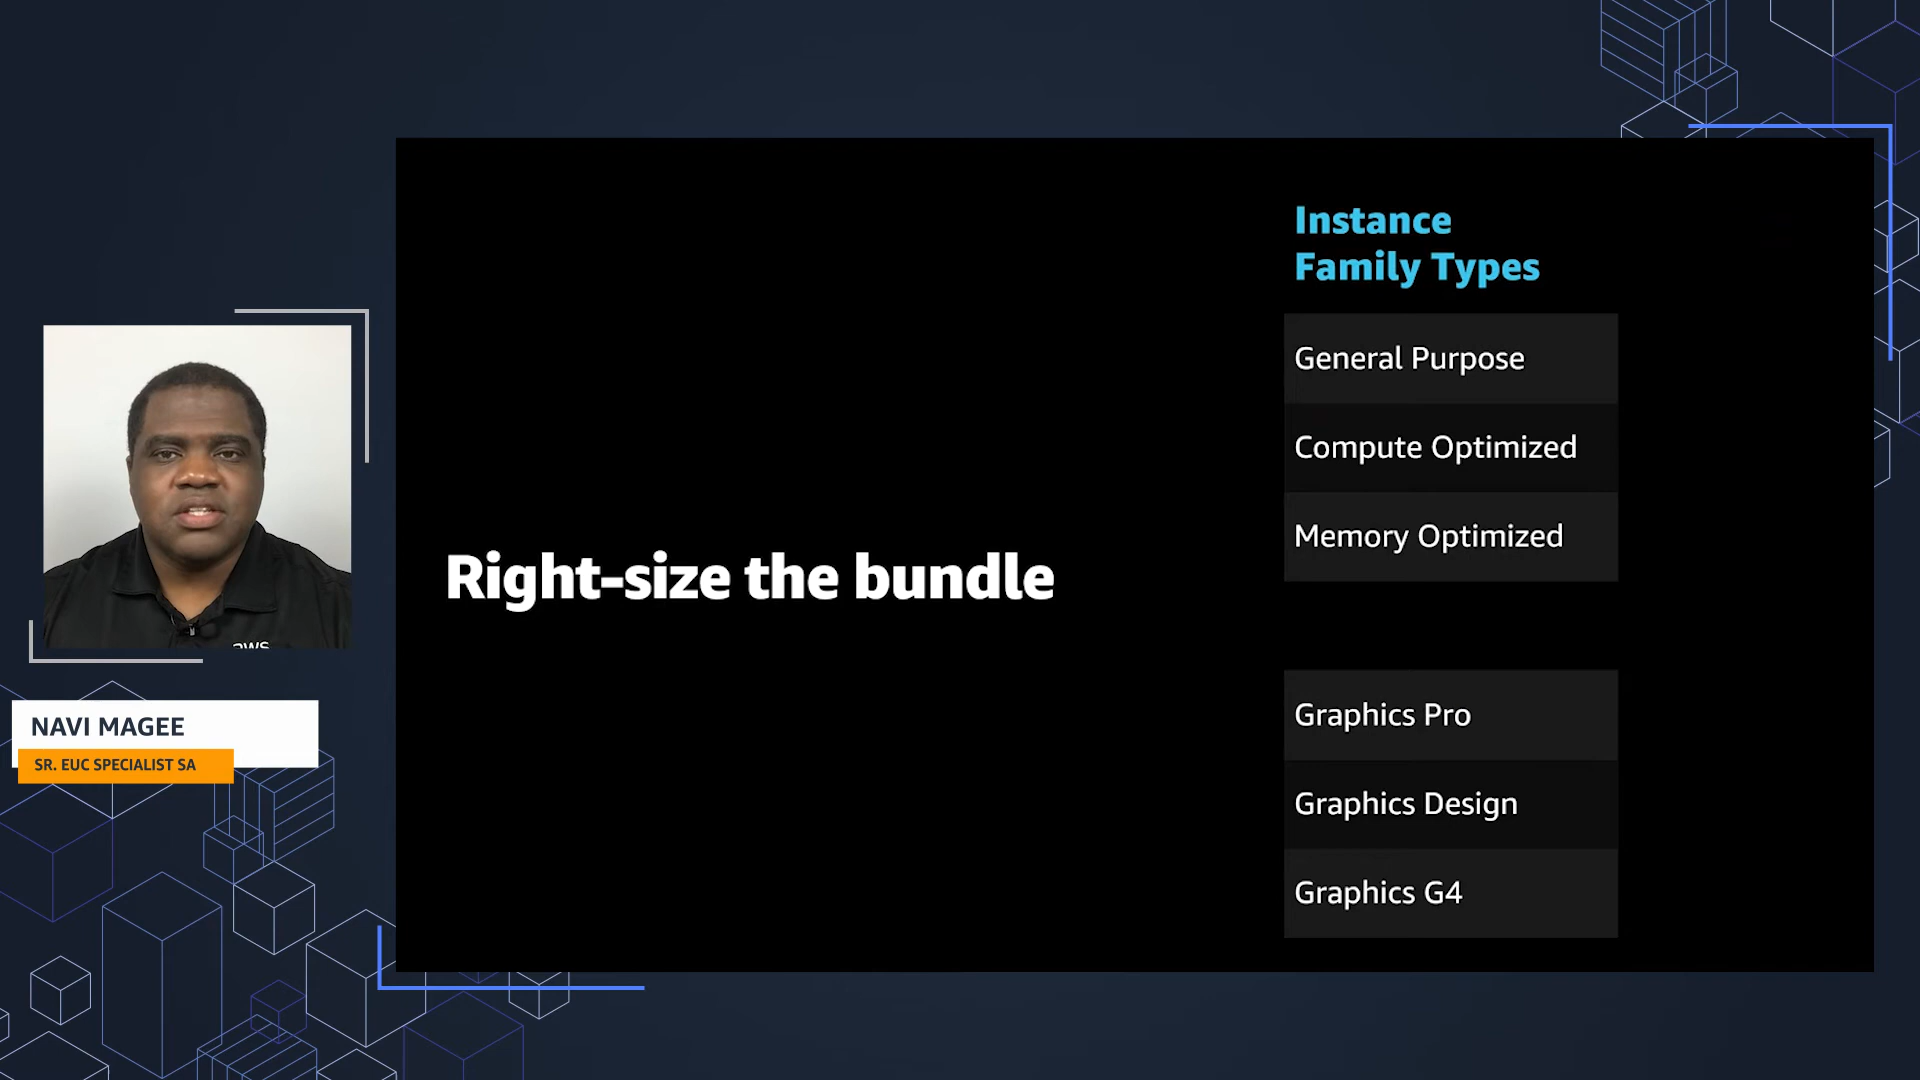 Instance
Family Types
General Purpose
Compute Optimized
Memory Optimized
Right-size the bundle
Graphics Pro
Graphics Design
Graphics G4
aws
NAVI MAGEE
SR. EUC SPECIALIST SA